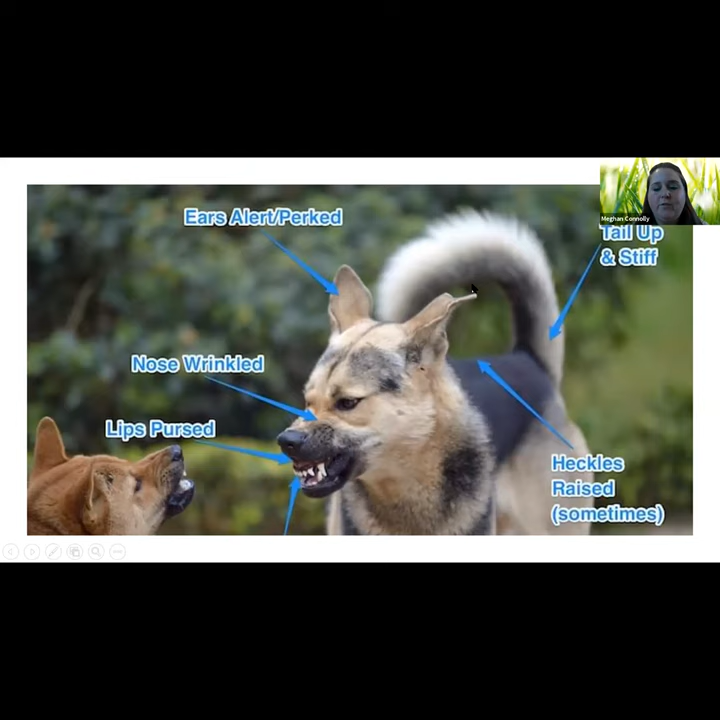 Meghan Connolly
Ears Alert/Perked
Tail Up
& Stiff
Nose Wrinkled
Lips Pursed
Heckles
Raised
(sometimes)